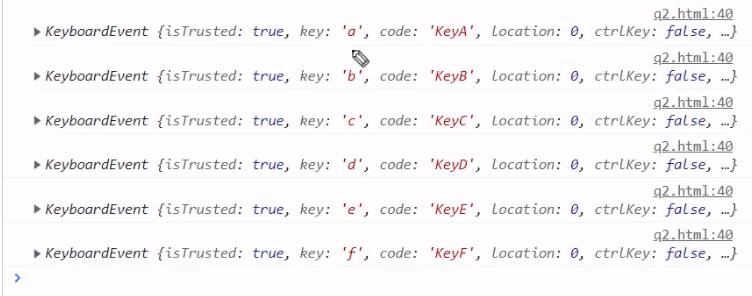 q2.html:40
▶KeyboardEvent {isTrusted: true, key: 'a', code: 'KeyA', location: 0, ctrlKey: false, …}
q2.html:40
▶KeyboardEvent {isTrusted: true, key: 'b', code: 'KeyB', location: 0, ctrlKey: false, …}
q2.html:40
▶KeyboardEvent {isTrusted: true, key: 'c', code: 'KeyC', location: 0, ctrlKey: false, …}
q2.html:40
▶KeyboardEvent {isTrusted: true, key: 'd', code: 'KeyD', location: 0, ctrlKey: false, …}
q2.html:40
▶KeyboardEvent {isTrusted: true, key: 'e', code: 'KeyE', location: 0, ctrlKey: false, …}
q2.html:40
▶KeyboardEvent {isTrusted: true, key: 'f', code: 'KeyF', location: 0, ctrlKey: false, …}
>